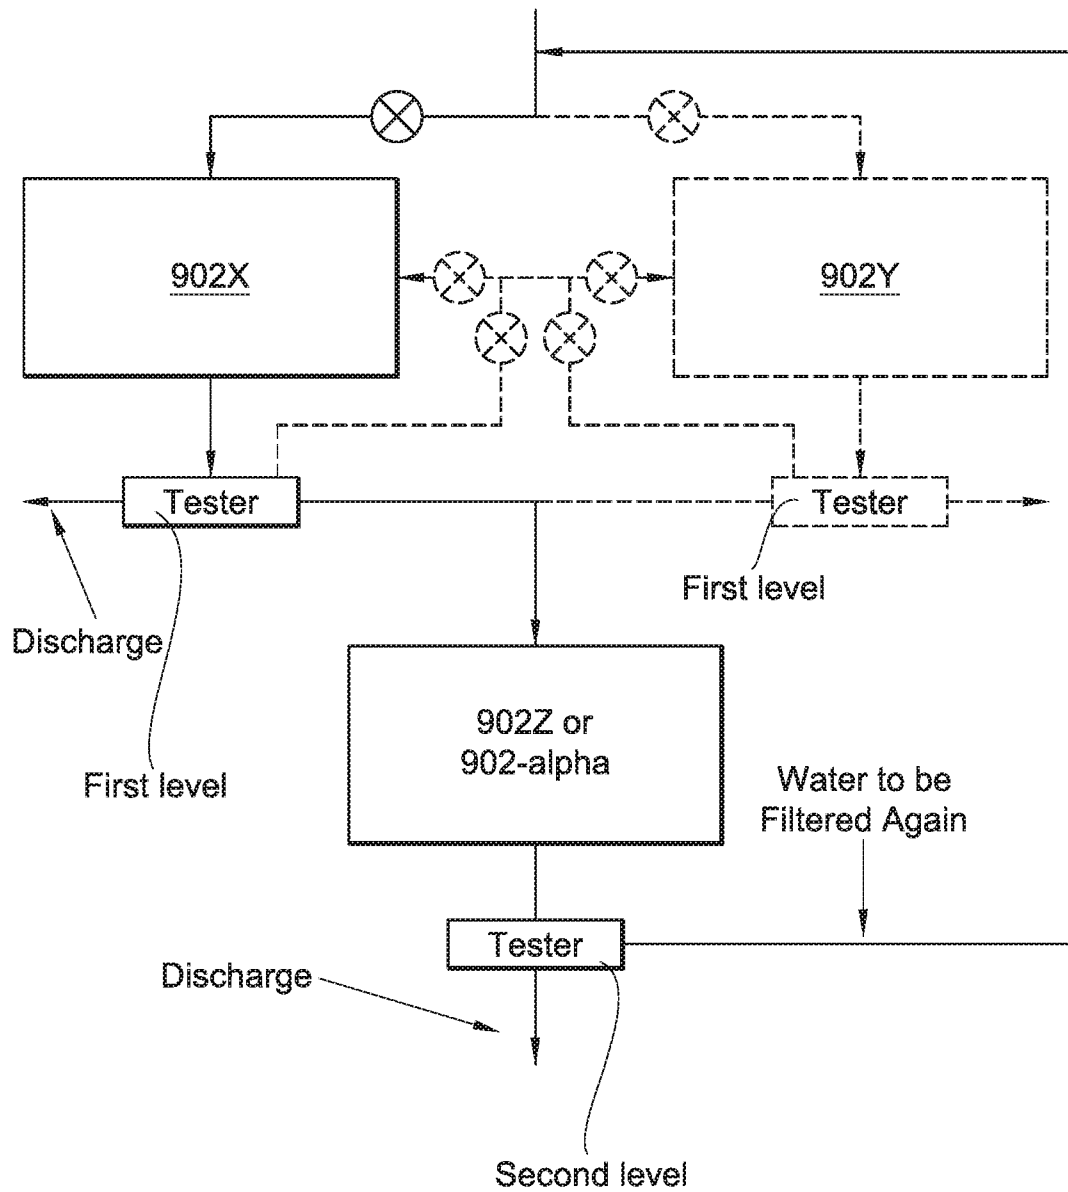 902X
902Y
Tester
Tester
First level
Discharge
902Z or
902-alpha
First level
Water to be
Filtered Again
Tester
Discharge
Second level